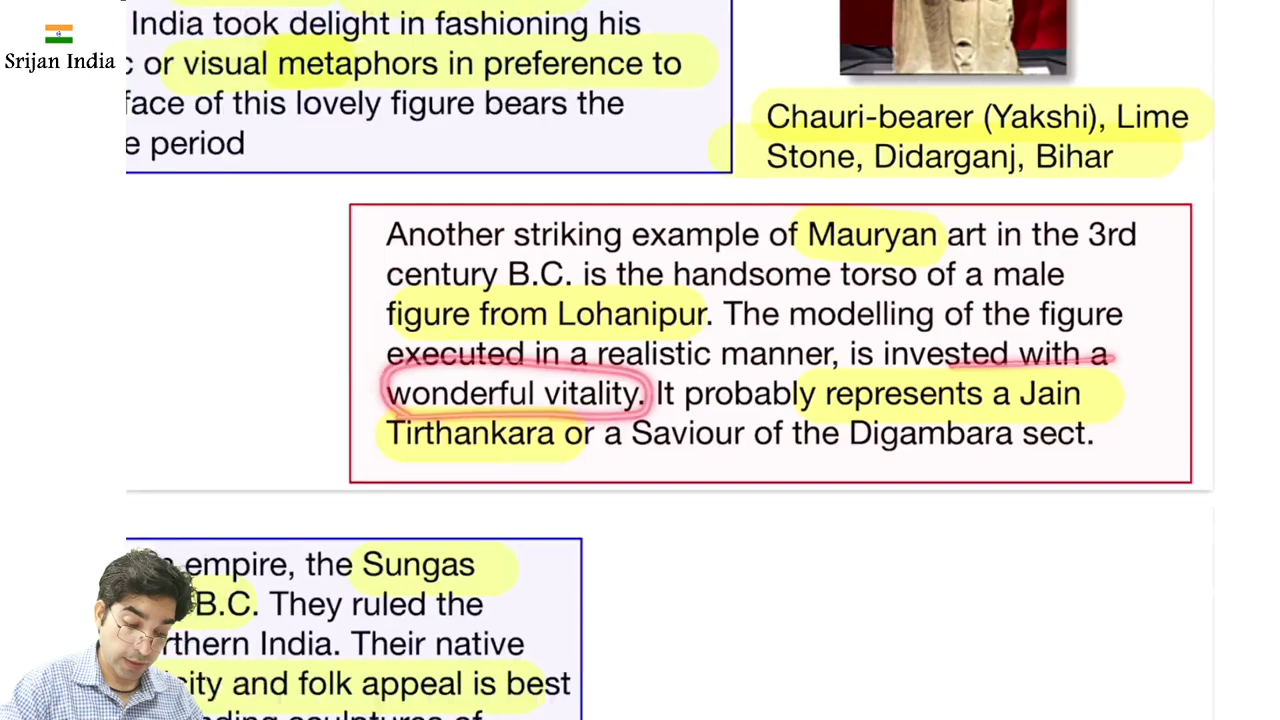 India took delight in fashioning his
Srijan India
c or visual metaphors in preference to
face of this lovely figure bears the
e period
Chauri-bearer (Yakshi), Lime
Stone, Didarganj, Bihar
Another striking example of Mauryan art in the 3rd
century B.C. is the handsome torso of a male
figure from Lohanipur. The modelling of the figure
executed in a realistic manner, is invested with a
wonderful vitality. It probably represents a Jain
Tirthankara or a Saviour of the Digambara sect.
empire, the Sungas
B.C. They ruled the
rthern India. Their native
city and folk appeal is best
sculptures of